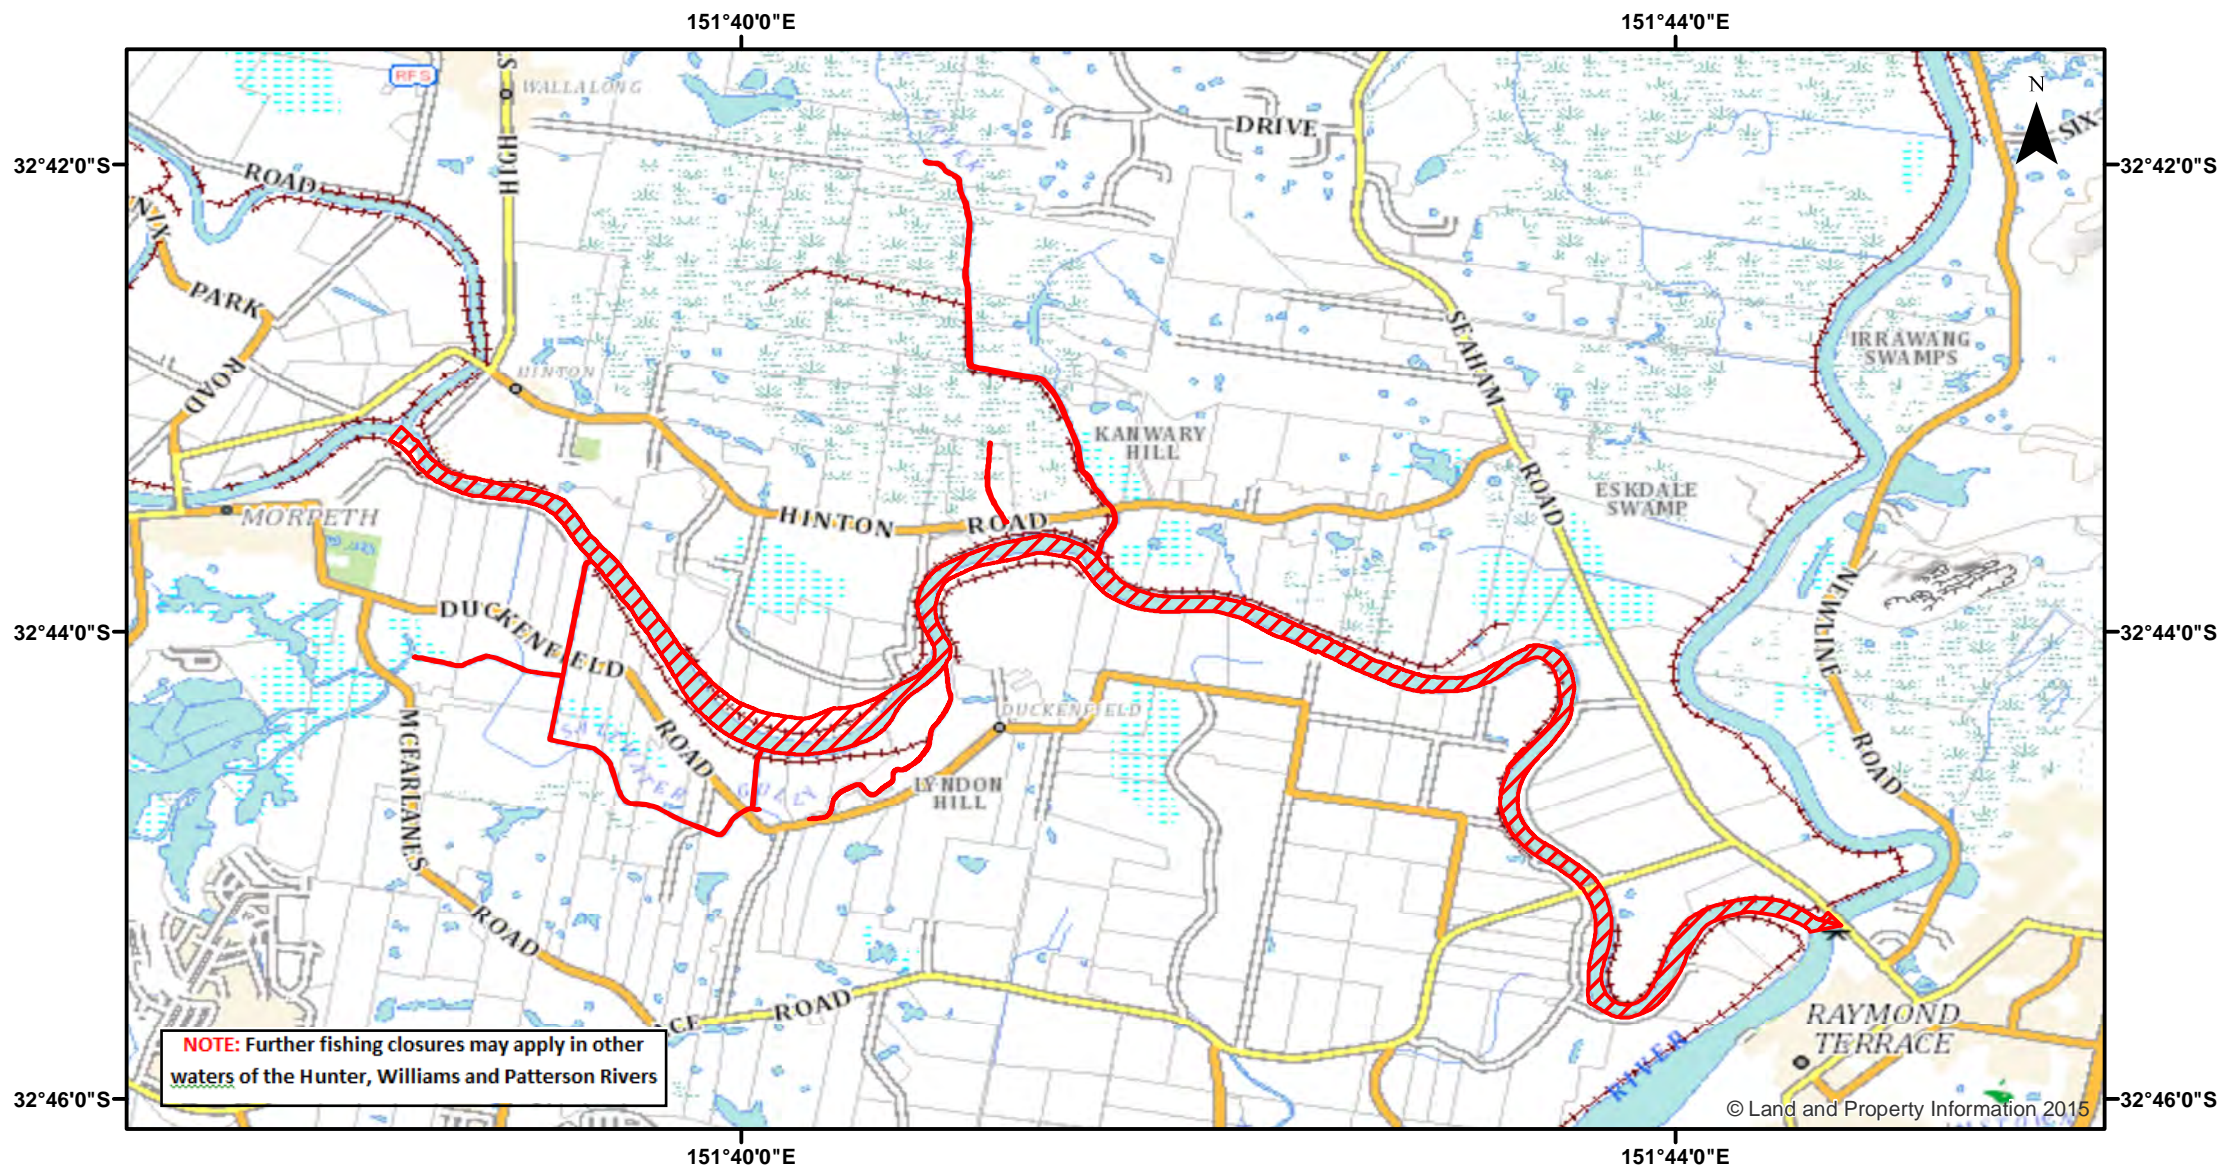 151°40'0"E
151°44'0"E
RFS
S
WALLALONG
N
DRIVE
SIX
32°42'0"S
HIGH
32°42'0"S
ROAD
NIX
PARK
IRRAWANG
SWAMPS
SEAHAM
HINTON
ROAD
KANWARY
HILL
ESKDALE
SWAMP
ROAD
MORPETH
HINTON
ROAD
NEWLINE
32°44'0"S
DUCKENFIELD
32°44'0"S
DUCKENFIELD
MCFARLANES
ROAD
ROAD
GULLY
LYNDON
HILL
ROAD
CE
ROAD
RAYMOND
TERRACE
NOTE: Further fishing closures may apply in other
waters of the Hunter, Williams and Patterson Rivers
RIVER
32°46'0"S
32°46'0"S
© Land and Property Information 2015
151°40'0"E
151°44'0"E